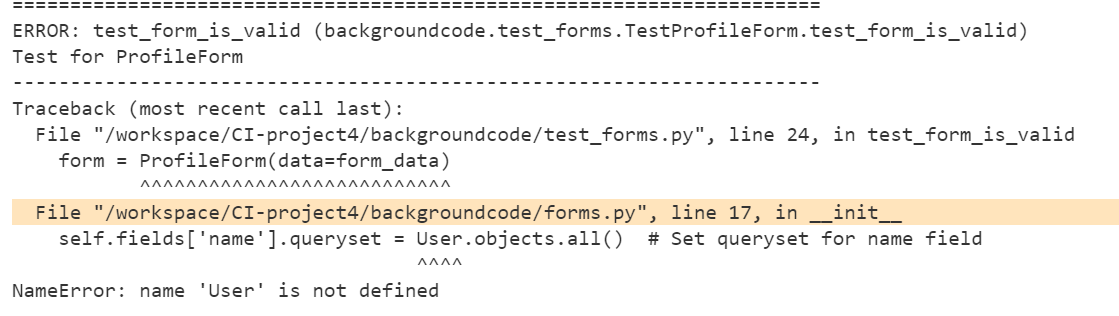 ======================================================================
ERROR: test_form_is_valid (backgroundcode.test_forms.TestProfileForm.test_form_is_valid)
Test for ProfileForm
----------------------------------------------------------------------
Traceback (most recent call last):
  File "/workspace/CI-project4/backgroundcode/test_forms.py", line 24, in test_form_is_valid
    form = ProfileForm(data=form_data)
           ^^^^^^^^^^^^^^^^^^^^^^^^^^^
  File "/workspace/CI-project4/backgroundcode/forms.py", line 17, in __init__
    self.fields['name'].queryset = User.objects.all()  # Set queryset for name field
                                   ^^^^
NameError: name 'User' is not defined